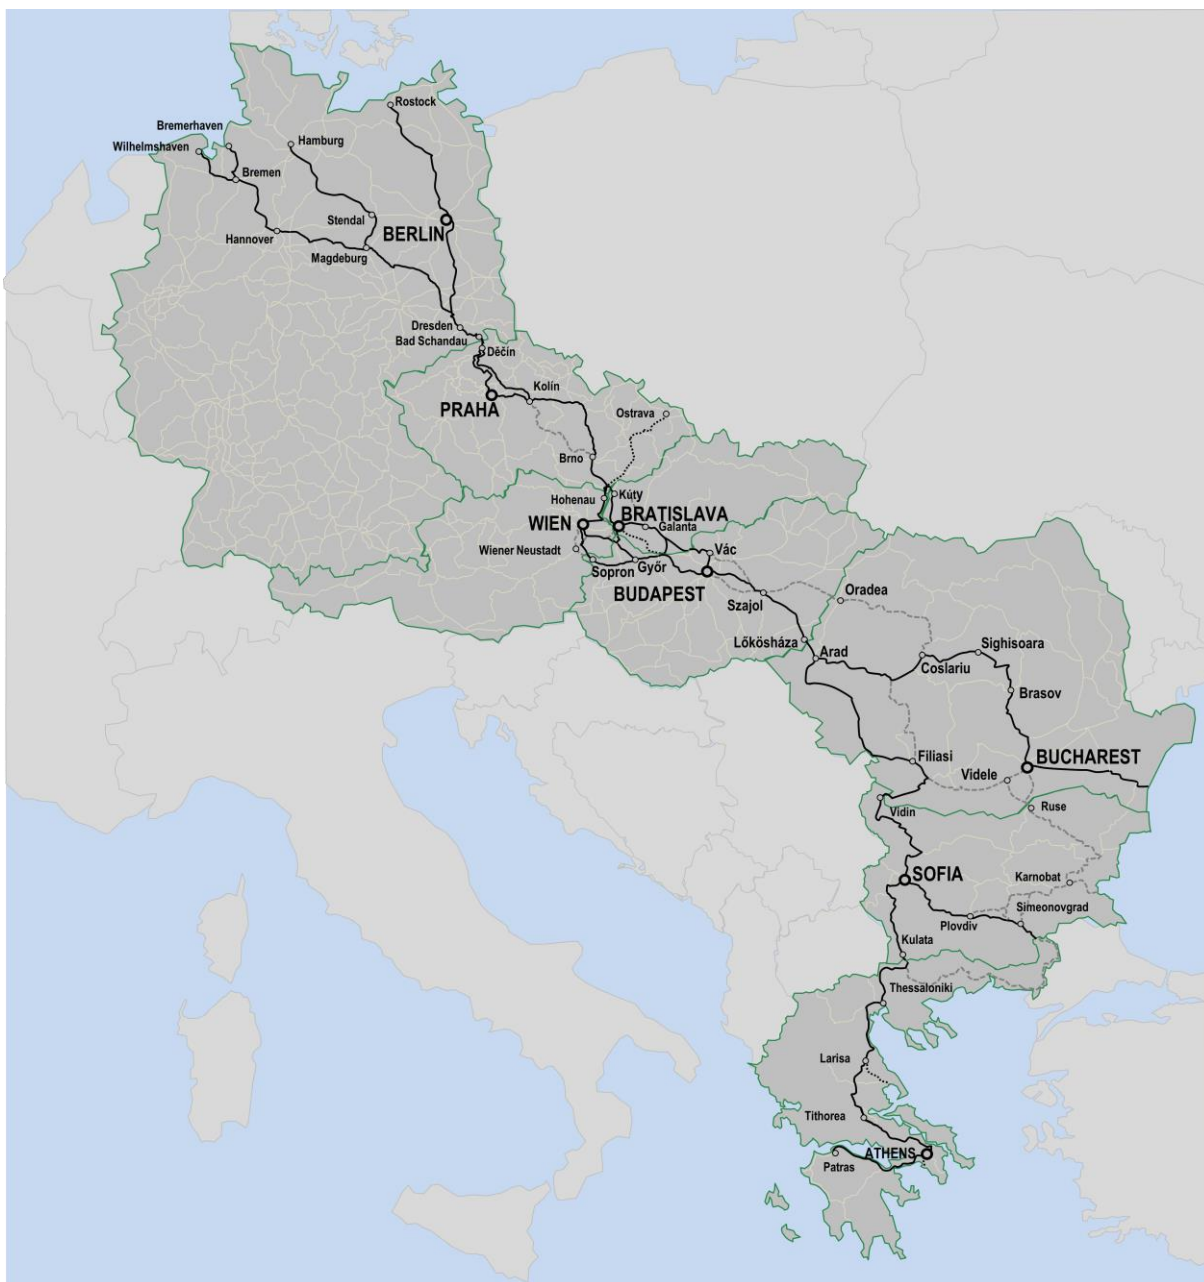 Rostock
Bremerhaven
Hamburg
Wilhelmshaven
Bremen
Stendal
BERLIN
Hannover
Magdeburg
Dresden
Bad Schandau
Děčín
Kolín
PRAHA
Ostrava
Brno
Hohenau
Kúty
WIEN
BRATISLAVA
Galanta
Wiener Neustadt
Vác
Sopron
Győr
BUDAPEST
Szajol
Oradea
Lőkösháza
Arad
Coslariu
Sighisoara
Brasov
Filiasi
Videle
BUCHAREST
Vidin
Ruse
SOFIA
Karnobat
Simeonovgrad
Plovdiv
Kulata
Thessaloniki
Larisa
Tithorea
ATHENS
Patras